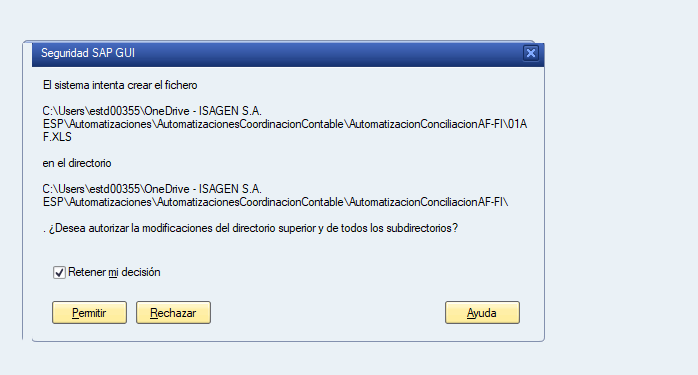 Seguridad SAP GUI
El sistema intenta crear el fichero
C:\Users\estd00355\OneDrive - ISAGEN S.A.
ESP\Automatizaciones\AutomatizacionesCoordinacionContable\AutomatizacionConciliacionAF-FI\01A
F.XLS
en el directorio
C:\Users\estd00355\OneDrive - ISAGEN S.A.
ESP\Automatizaciones\AutomatizacionesCoordinacionContable\AutomatizacionConciliacionAF-FI\
. ¿Desea autorizar la modificaciones del directorio superior y de todos los subdirectorios?
Retener mi decisión
Permitir Rechazar Ayuda